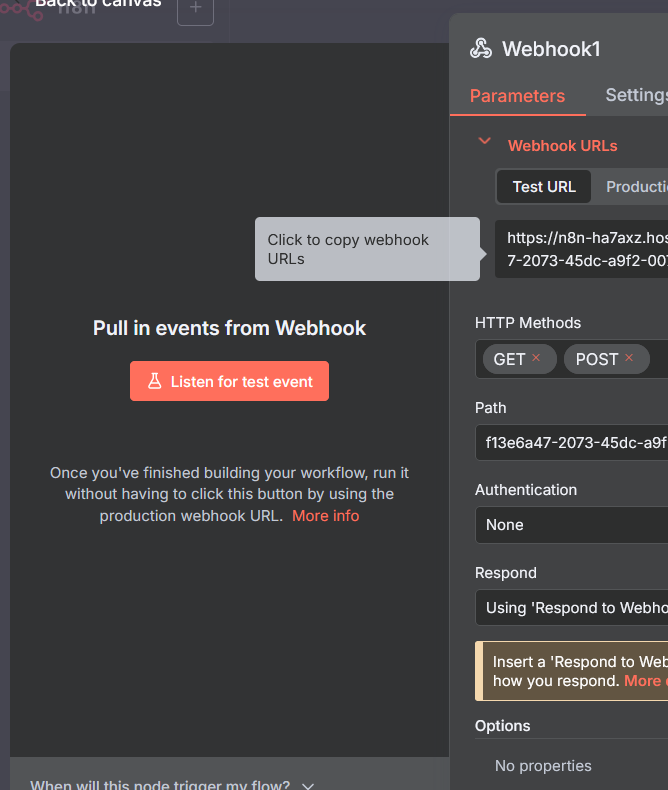 Back to canvas
n8n
Webhook1
Parameters
Settings
Webhook URLs
Test URL
Producti
Click to copy webhook
URLs
https://n8n-ha7axz.hos
7-2073-45dc-a9f2-007
Pull in events from Webhook
Listen for test event
Once you've finished building your workflow, run it
without having to click this button by using the
production webhook URL. More info
HTTP Methods
GET
POST
Path
f13e6a47-2073-45dc-a9f
Authentication
None
Respond
Using 'Respond to Webho
Insert a 'Respond to Web
how you respond. More
Options
No properties
When will this node trigger my flow?